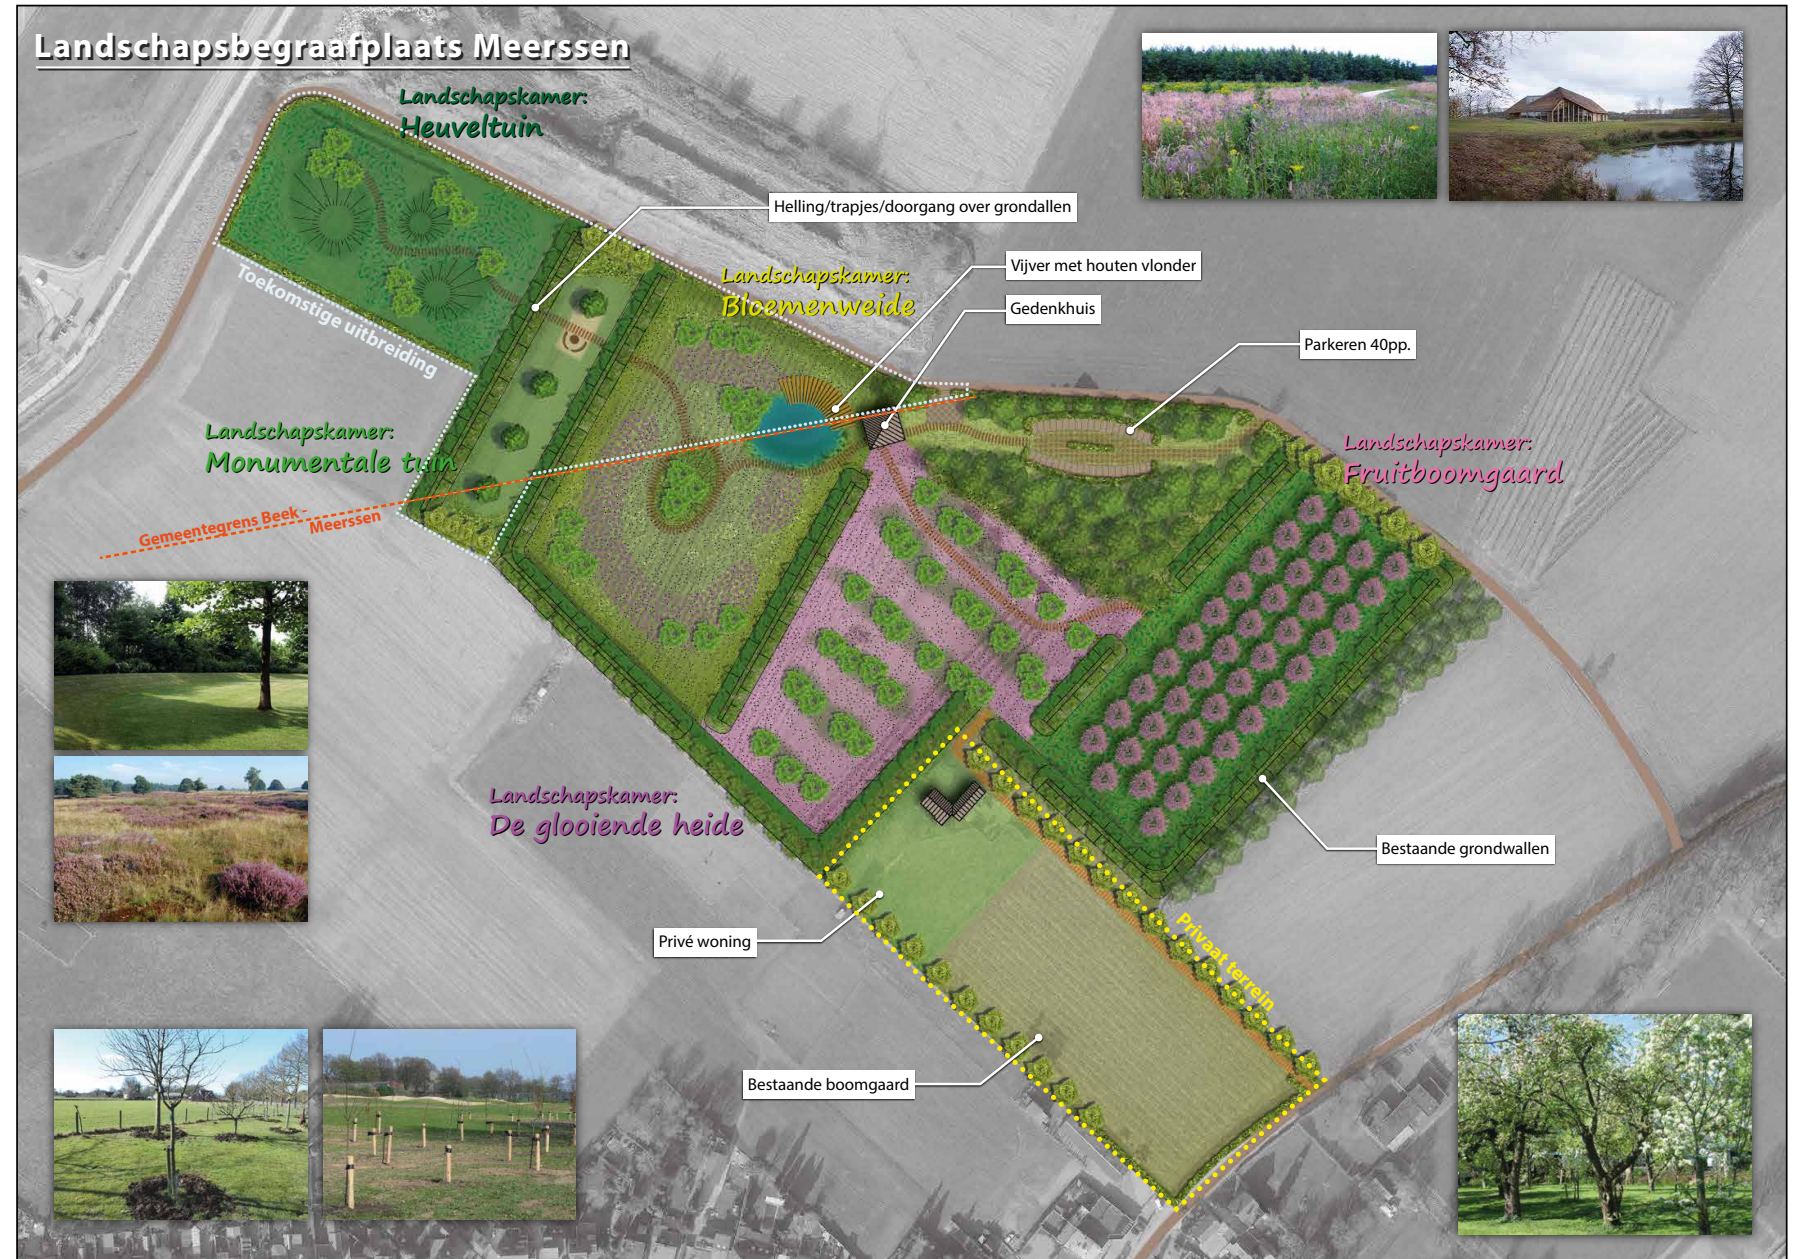 Landschapsbegraafplaats Meerssen
Landschapskamer:
Heuveltuin
Helling/trapjes/doorgang over grondallen
Vijver met houten vlonder
Landschapskamer:
Bloemenweide
Gedenkhuis
Toekomstige uitbreiding
Parkeren 40pp.
Landschapskamer:
Monumentale tuin
Landschapskamer:
Fruitboomgaard
Gemeentegrens Beek -
Meerssen
Landschapskamer:
De glooiende heide
Bestaande grondwallen
Privé woning
Privaat terrein
Bestaande boomgaard